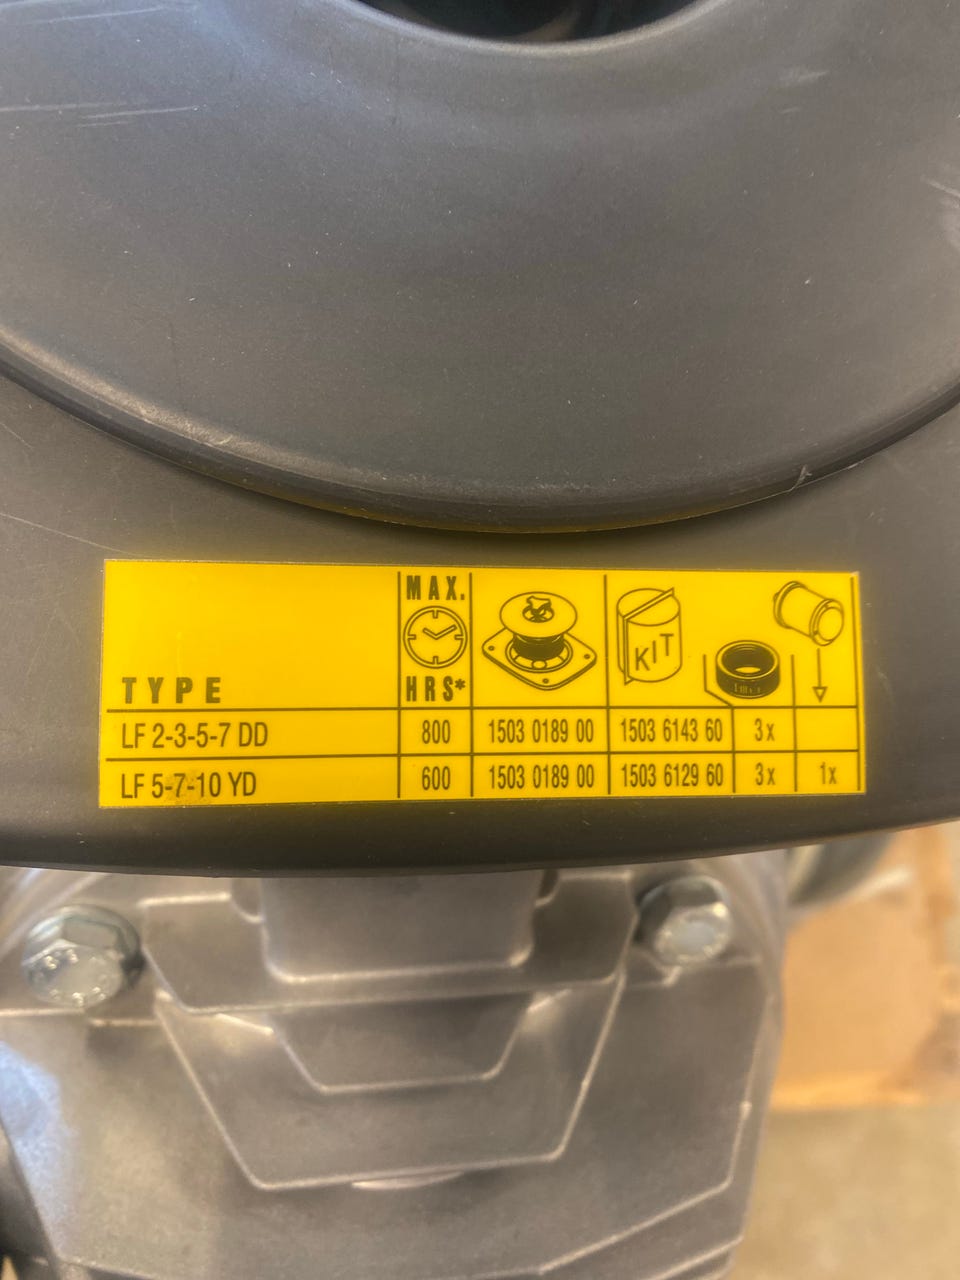 MAX.
KIT
TYPE HRS*
LF 2-3-5-7 DD 800 1503 0189 00 1503 6143 60 3x
LF 5-7-10 YD 600 1503 0189 00 1503 6129 60 3x 1x